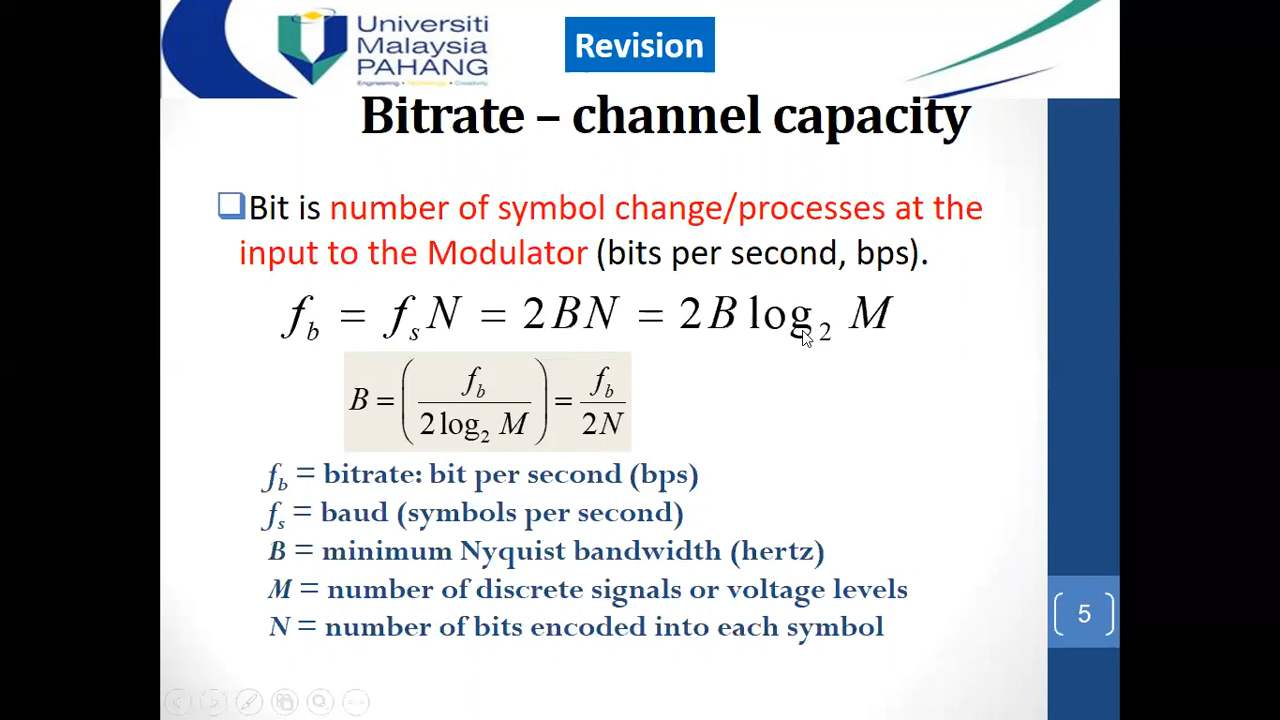 Universiti
Malaysia
PAHANG
Engineering • Technology • Creativity
Revision
Bitrate – channel capacity
Bit is number of symbol change/processes at the
input to the Modulator (bits per second, bps).
f_b = f_s N = 2BN = 2B log_2 M
B = (f_b / 2 log_2 M) = f_b / 2N
f_b = bitrate: bit per second (bps)
f_s = baud (symbols per second)
B = minimum Nyquist bandwidth (hertz)
M = number of discrete signals or voltage levels
N = number of bits encoded into each symbol
5